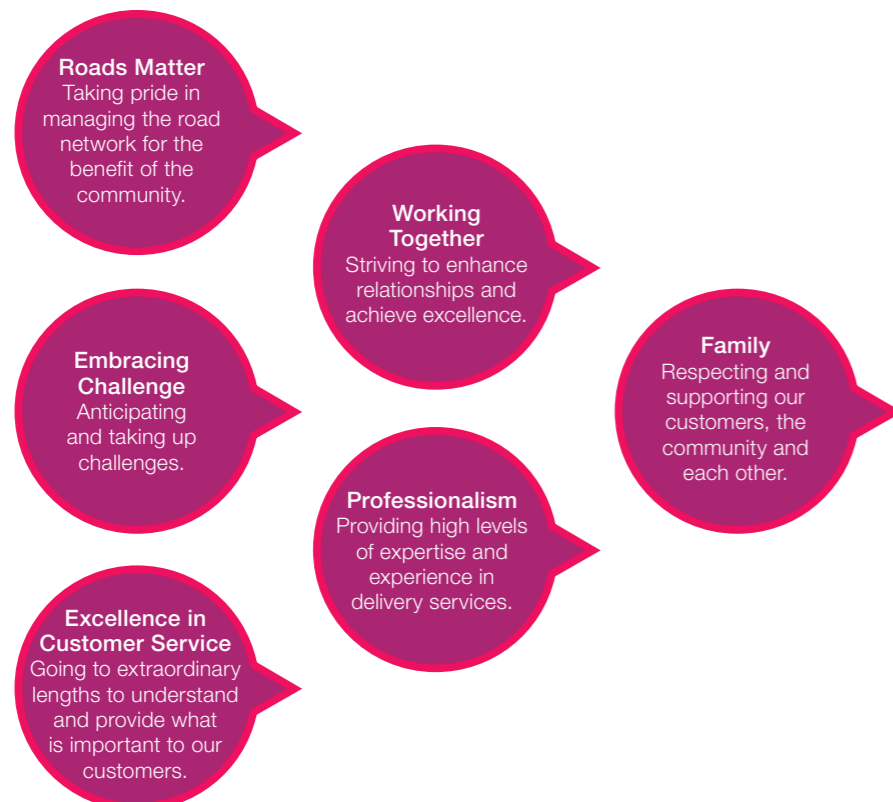 Roads Matter
Taking pride in
managing the road
network for the
benefit of the
community.
Embracing
Challenge
Anticipating
and taking up
challenges.
Excellence in
Customer Service
Going to extraordinary
lengths to understand
and provide what
is important to our
customers.
Working
Together
Striving to enhance
relationships and
achieve excellence.
Professionalism
Providing high levels
of expertise and
experience in
delivery services.
Family
Respecting and
supporting our
customers, the
community and
each other.